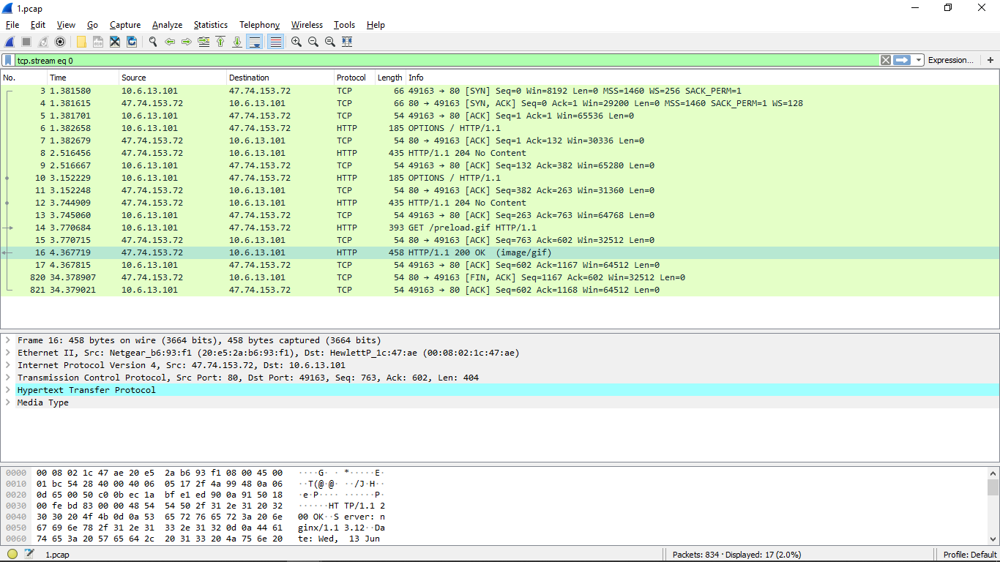 1.pcap
File Edit View Go Capture Analyze Statistics Telephony Wireless Tools Help
tcp.stream eq 0 Expression… +
No. Time Source Destination Protocol Length Info
3 1.381580 10.6.13.101 47.74.153.72 TCP 66 49163 → 80 [SYN] Seq=0 Win=8192 Len=0 MSS=1460 WS=256 SACK_PERM=1
4 1.381615 47.74.153.72 10.6.13.101 TCP 66 80 → 49163 [SYN, ACK] Seq=0 Ack=1 Win=29200 Len=0 MSS=1460 SACK_PERM=1 WS=128
5 1.381701 10.6.13.101 47.74.153.72 TCP 54 49163 → 80 [ACK] Seq=1 Ack=1 Win=65536 Len=0
6 1.382658 10.6.13.101 47.74.153.72 HTTP 185 OPTIONS / HTTP/1.1
7 1.382679 47.74.153.72 10.6.13.101 TCP 54 80 → 49163 [ACK] Seq=1 Ack=132 Win=30336 Len=0
8 2.516456 47.74.153.72 10.6.13.101 HTTP 435 HTTP/1.1 204 No Content
9 2.516667 10.6.13.101 47.74.153.72 TCP 54 49163 → 80 [ACK] Seq=132 Ack=382 Win=65280 Len=0
10 3.152229 10.6.13.101 47.74.153.72 HTTP 185 OPTIONS / HTTP/1.1
11 3.152248 47.74.153.72 10.6.13.101 TCP 54 80 → 49163 [ACK] Seq=382 Ack=263 Win=31360 Len=0
12 3.744909 47.74.153.72 10.6.13.101 HTTP 435 HTTP/1.1 204 No Content
13 3.745060 10.6.13.101 47.74.153.72 TCP 54 49163 → 80 [ACK] Seq=263 Ack=763 Win=64768 Len=0
14 3.770684 10.6.13.101 47.74.153.72 HTTP 393 GET /preload.gif HTTP/1.1
15 3.770715 47.74.153.72 10.6.13.101 TCP 54 80 → 49163 [ACK] Seq=763 Ack=602 Win=32512 Len=0
16 4.367719 47.74.153.72 10.6.13.101 HTTP 458 HTTP/1.1 200 OK (image/gif)
17 4.367815 10.6.13.101 47.74.153.72 TCP 54 49163 → 80 [ACK] Seq=602 Ack=1167 Win=64512 Len=0
820 34.378907 47.74.153.72 10.6.13.101 TCP 54 80 → 49163 [FIN, ACK] Seq=1167 Ack=602 Win=32512 Len=0
821 34.379021 10.6.13.101 47.74.153.72 TCP 54 49163 → 80 [ACK] Seq=602 Ack=1168 Win=64512 Len=0
Frame 16: 458 bytes on wire (3664 bits), 458 bytes captured (3664 bits)
Ethernet II, Src: Netgear_b6:93:f1 (20:e5:2a:b6:93:f1), Dst: HewlettP_1c:47:ae (00:08:02:1c:47:ae)
Internet Protocol Version 4, Src: 47.74.153.72, Dst: 10.6.13.101
Transmission Control Protocol, Src Port: 80, Dst Port: 49163, Seq: 763, Ack: 602, Len: 404
Hypertext Transfer Protocol
Media Type
0000 00 08 02 1c 47 ae 20 e5 2a b6 93 f1 08 00 45 00 ····G· · *·····E·
0010 01 bc 54 28 40 00 40 06 05 17 2f 4a 99 48 0a 06 ··T(@·@· ··/J·H··
0020 0d 65 00 50 c0 0b ec 1a bf e1 ed 90 0a 91 50 18 ·e·P···· ······P·
0030 00 fe bd 83 00 00 48 54 54 50 2f 31 2e 31 20 32 ······HT TP/1.1 2
0040 30 30 20 4f 4b 0d 0a 53 65 72 76 65 72 3a 20 6e 00 OK··S erver: n
0050 67 69 6e 78 2f 31 2e 31 33 2e 31 32 0d 0a 44 61 ginx/1.1 3.12··Da
0060 74 65 3a 20 57 65 64 2c 20 31 33 20 4a 75 6e 20 te: Wed, 13 Jun
1.pcap Packets: 834 · Displayed: 17 (2.0%) Profile: Default